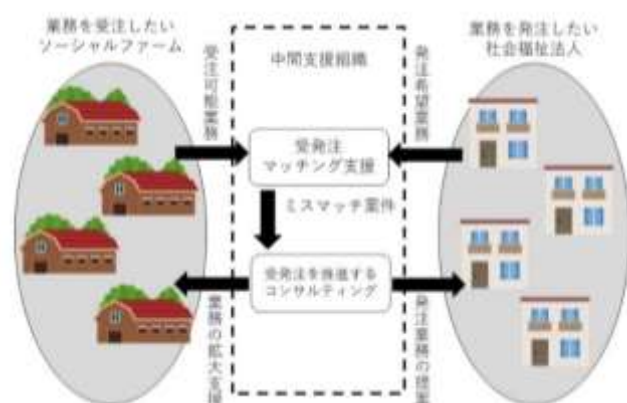 業務を受注したい
ソーシャルファーム
業務を発注したい
社会福祉法人
中間支援組織
受注可能業務
発注希望業務
受発注
マッチング支援
ミスマッチ案件
受発注を推進する
コンサルティング
業務の拡大支援
発注業務の提案